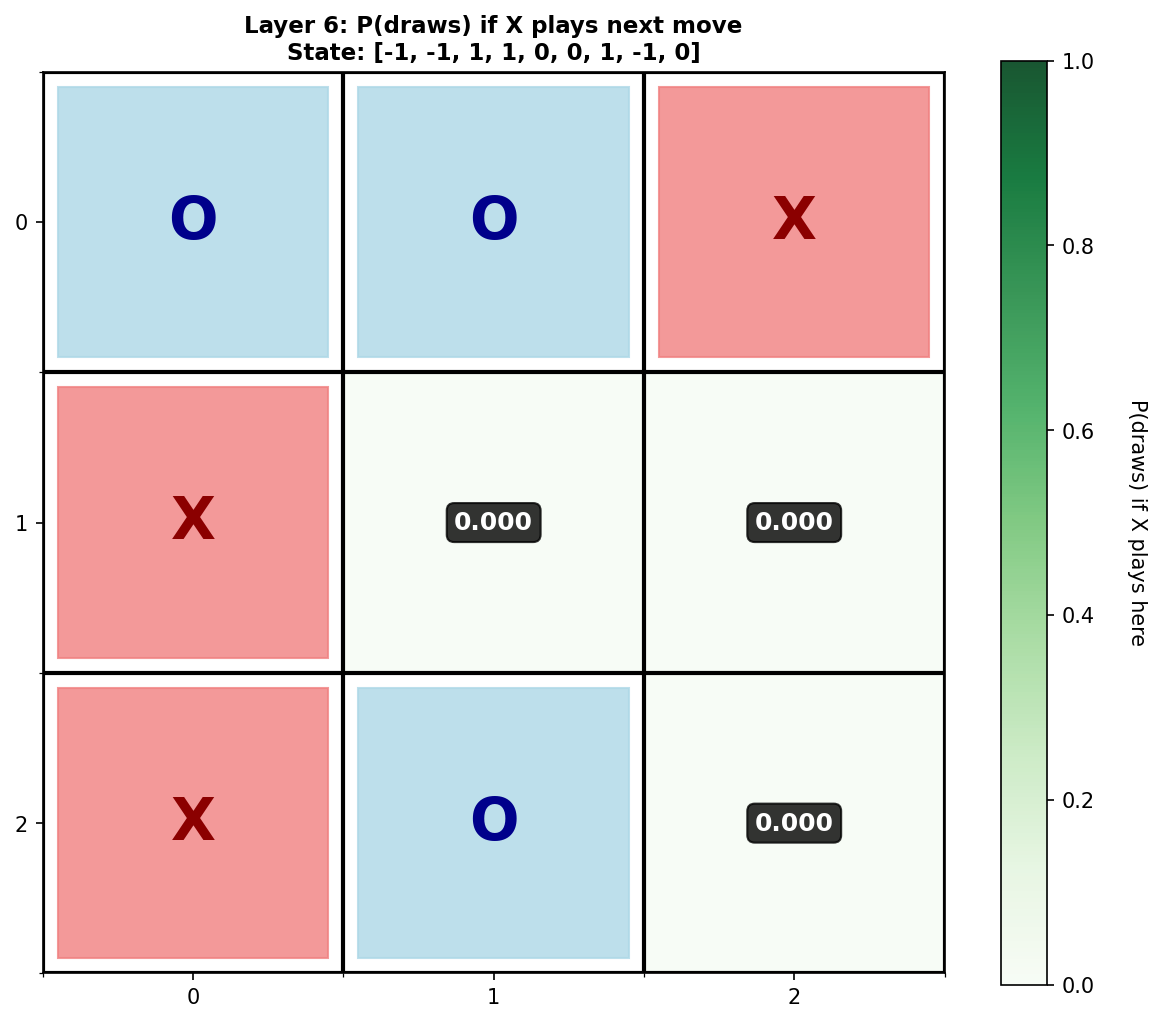 Layer 6: P(draws) if X plays next move
State: [-1, -1, 1, 1, 0, 0, 1, -1, 0]
0
O
O
X
1
X
0.000
0.000
2
X
O
0.000
0
1
2
1.0
0.8
0.6
0.4
0.2
0.0
P(draws) if X plays here